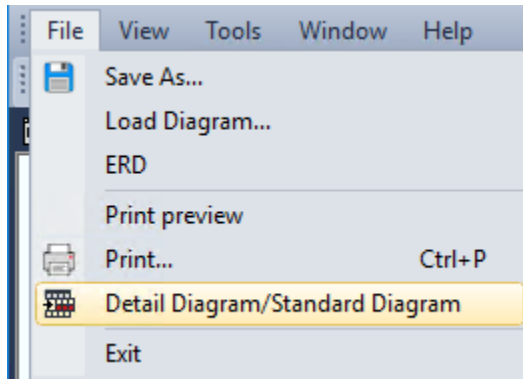 File View Tools Window Help
Save As...
Load Diagram...
ERD
Print preview
Print... Ctrl+P
Detail Diagram/Standard Diagram
Exit